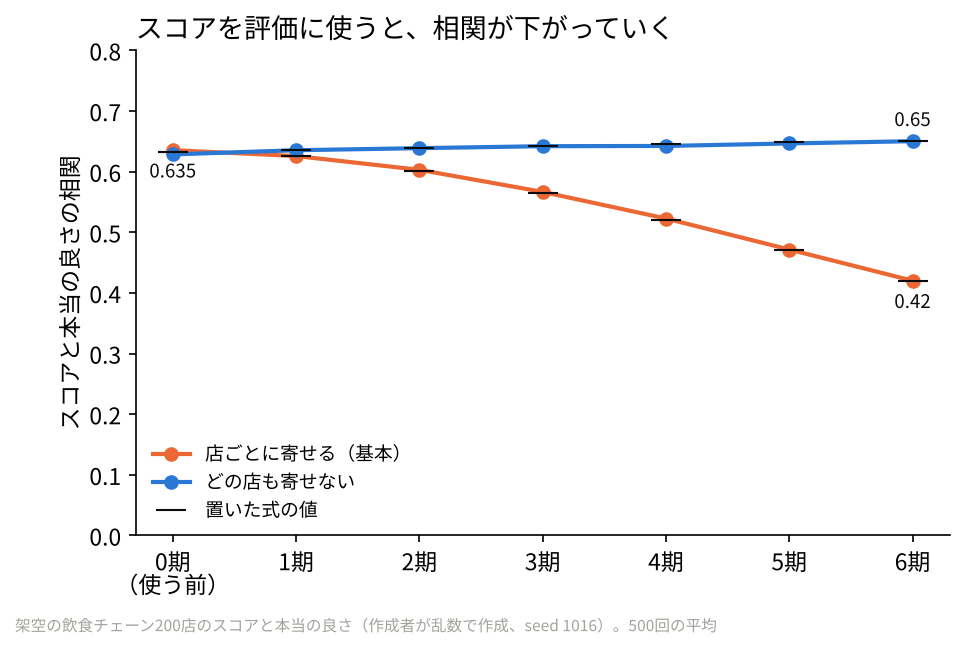 スコアを評価に使うと、相関が下がっていく
スコアと本当の良さの相関
0.8
0.7
0.6
0.5
0.4
0.3
0.2
0.1
0.0
0.635
0.65
0.42
店ごとに寄せる（基本）
どの店も寄せない
置いた式の値
0期
（使う前）
1期
2期
3期
4期
5期
6期
架空の飲食チェーン200店のスコアと本当の良さ（作成者が乱数で作成、seed 1016）。500回の平均